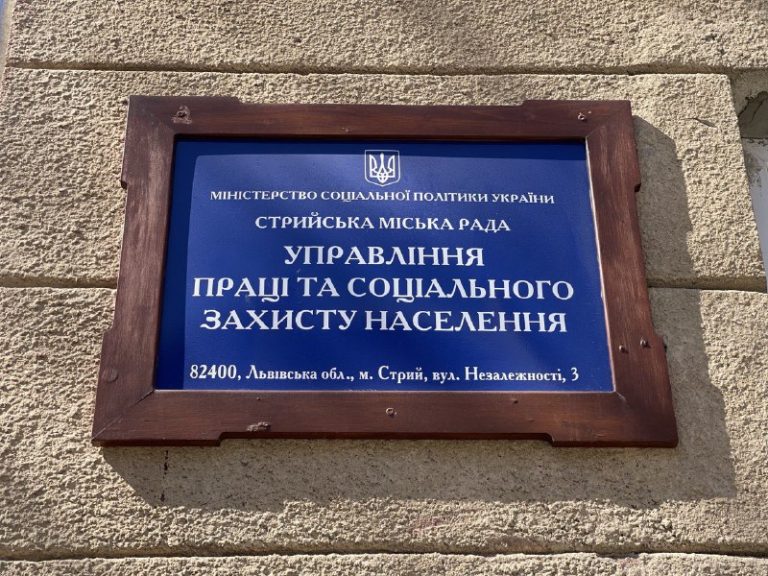 МІНІСТЕРСТВО СОЦІАЛЬНОЇ ПОЛІТИКИ УКРАЇНИ
СТРИЙСЬКА МІСЬКА РАДА
УПРАВЛІННЯ
ПРАЦІ ТА СОЦІАЛЬНОГО
ЗАХИСТУ НАСЕЛЕННЯ
82400, Львівська обл., м. Стрий, вул. Незалежності, 3